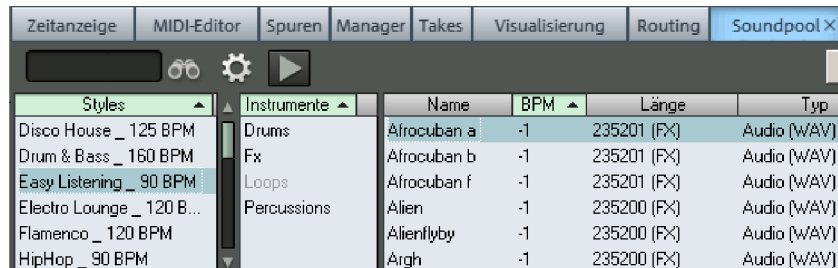 Zeitanzeige MIDI-Editor Spuren Manager Takes Visualisierung Routing Soundpool ×
Styles Instrumente Name BPM Länge Typ
Disco House _ 125 BPM Drums Afrocuban a -1 235201 (FX) Audio (WAV)
Drum & Bass _ 160 BPM Fx Afrocuban b -1 235201 (FX) Audio (WAV)
Easy Listening _ 90 BPM Loops Afrocuban f -1 235201 (FX) Audio (WAV)
Electro Lounge _ 120 B... Percussions Alien -1 235200 (FX) Audio (WAV)
Flamenco _ 120 BPM Alienflyby -1 235200 (FX) Audio (WAV)
HipHop _ 90 BPM Argh -1 235200 (FX) Audio (WAV)